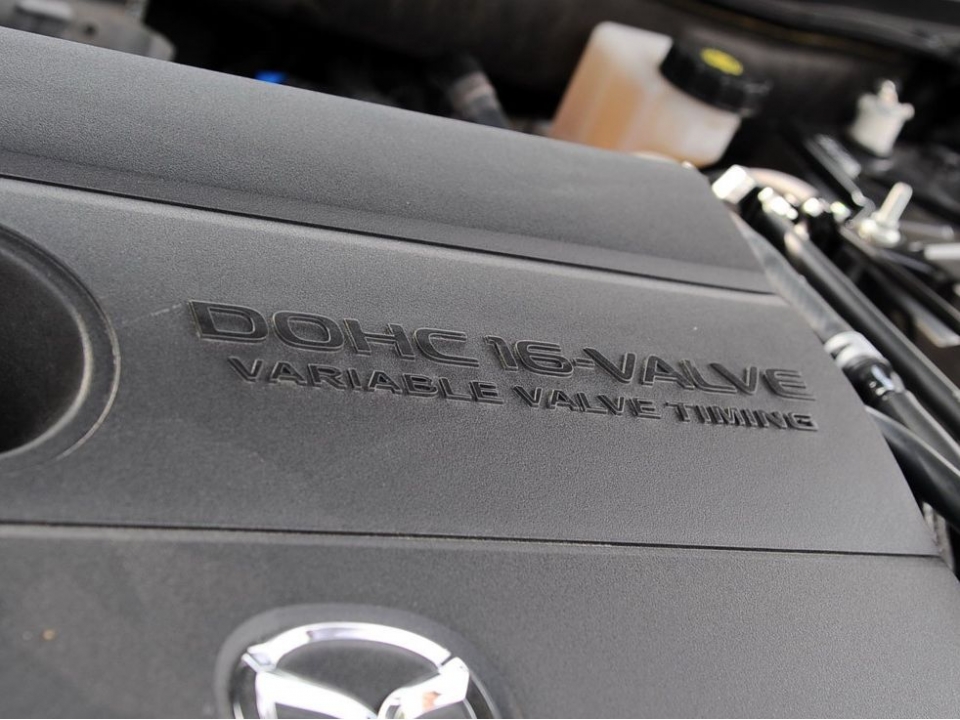 DOHC 16-VALVE
VARIABLE VALVE TIMING